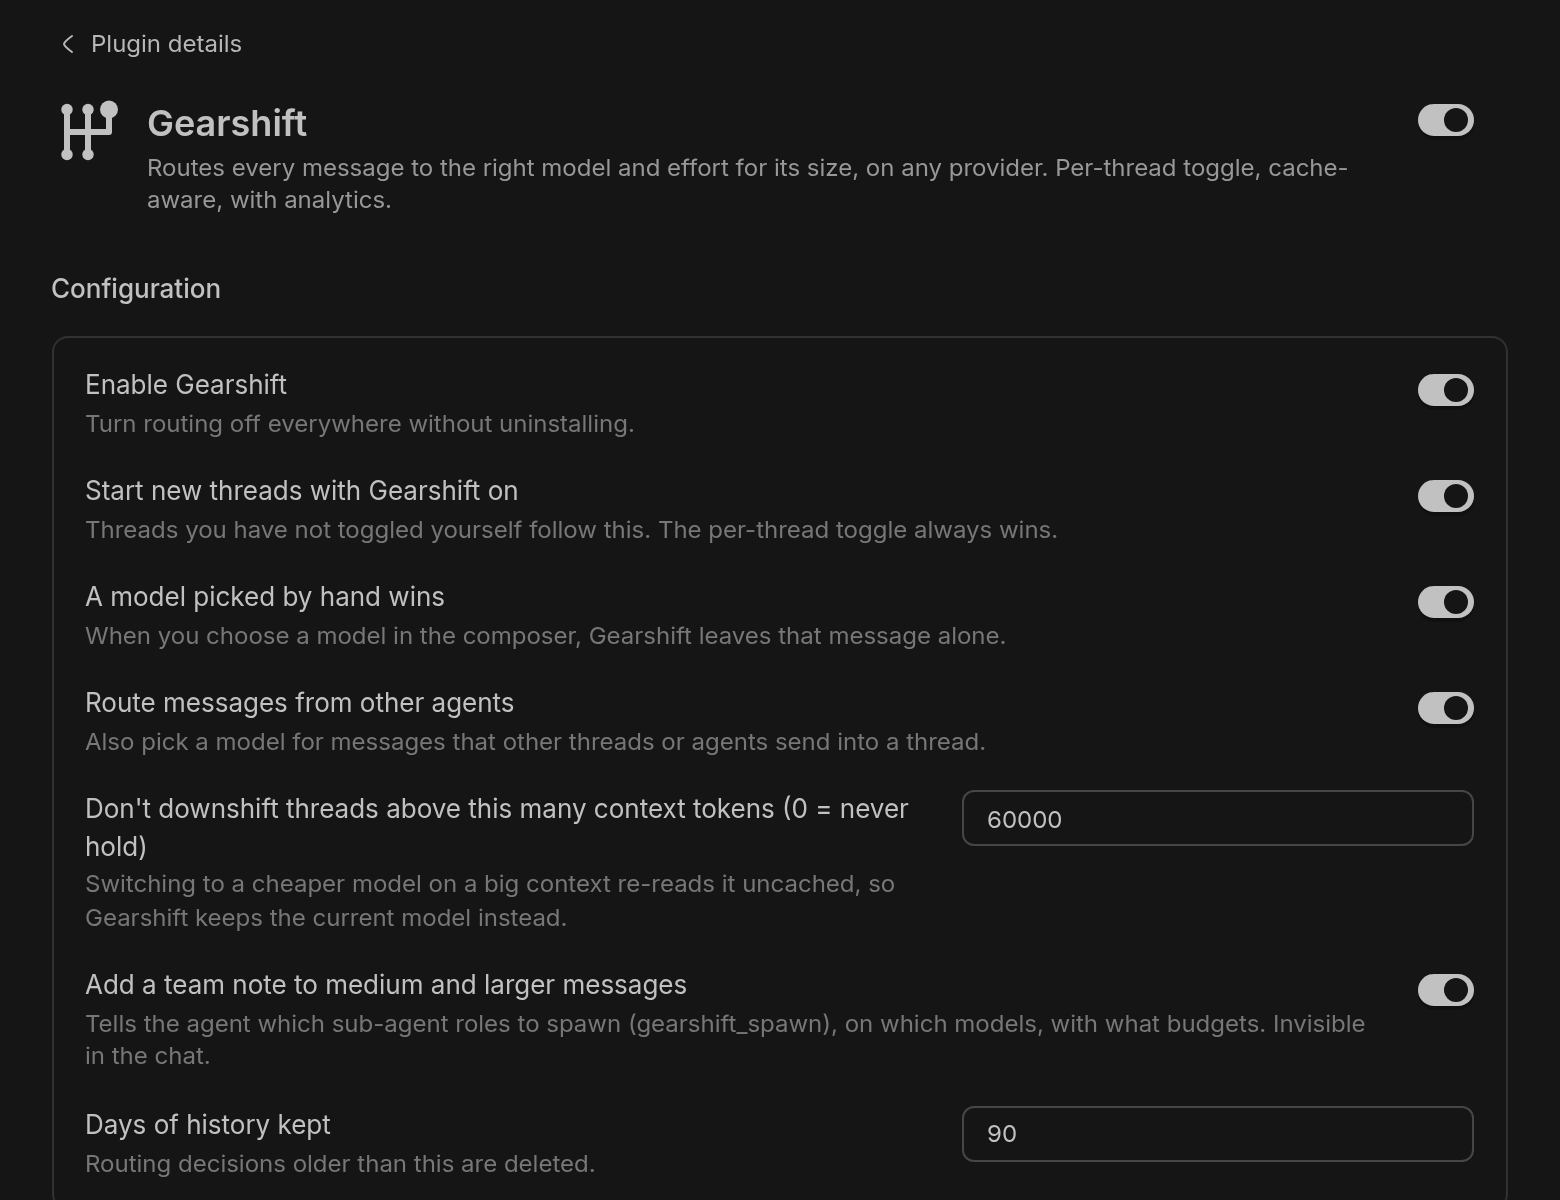 Plugin details
Gearshift
Routes every message to the right model and effort for its size, on any provider. Per-thread toggle, cache-
aware, with analytics.
Configuration
Enable Gearshift
Turn routing off everywhere without uninstalling.
Start new threads with Gearshift on
Threads you have not toggled yourself follow this. The per-thread toggle always wins.
A model picked by hand wins
When you choose a model in the composer, Gearshift leaves that message alone.
Route messages from other agents
Also pick a model for messages that other threads or agents send into a thread.
Don't downshift threads above this many context tokens (0 = never
hold)
60000
Switching to a cheaper model on a big context re-reads it uncached, so
Gearshift keeps the current model instead.
Add a team note to medium and larger messages
Tells the agent which sub-agent roles to spawn (gearshift_spawn), on which models, with what budgets. Invisible
in the chat.
Days of history kept
90
Routing decisions older than this are deleted.